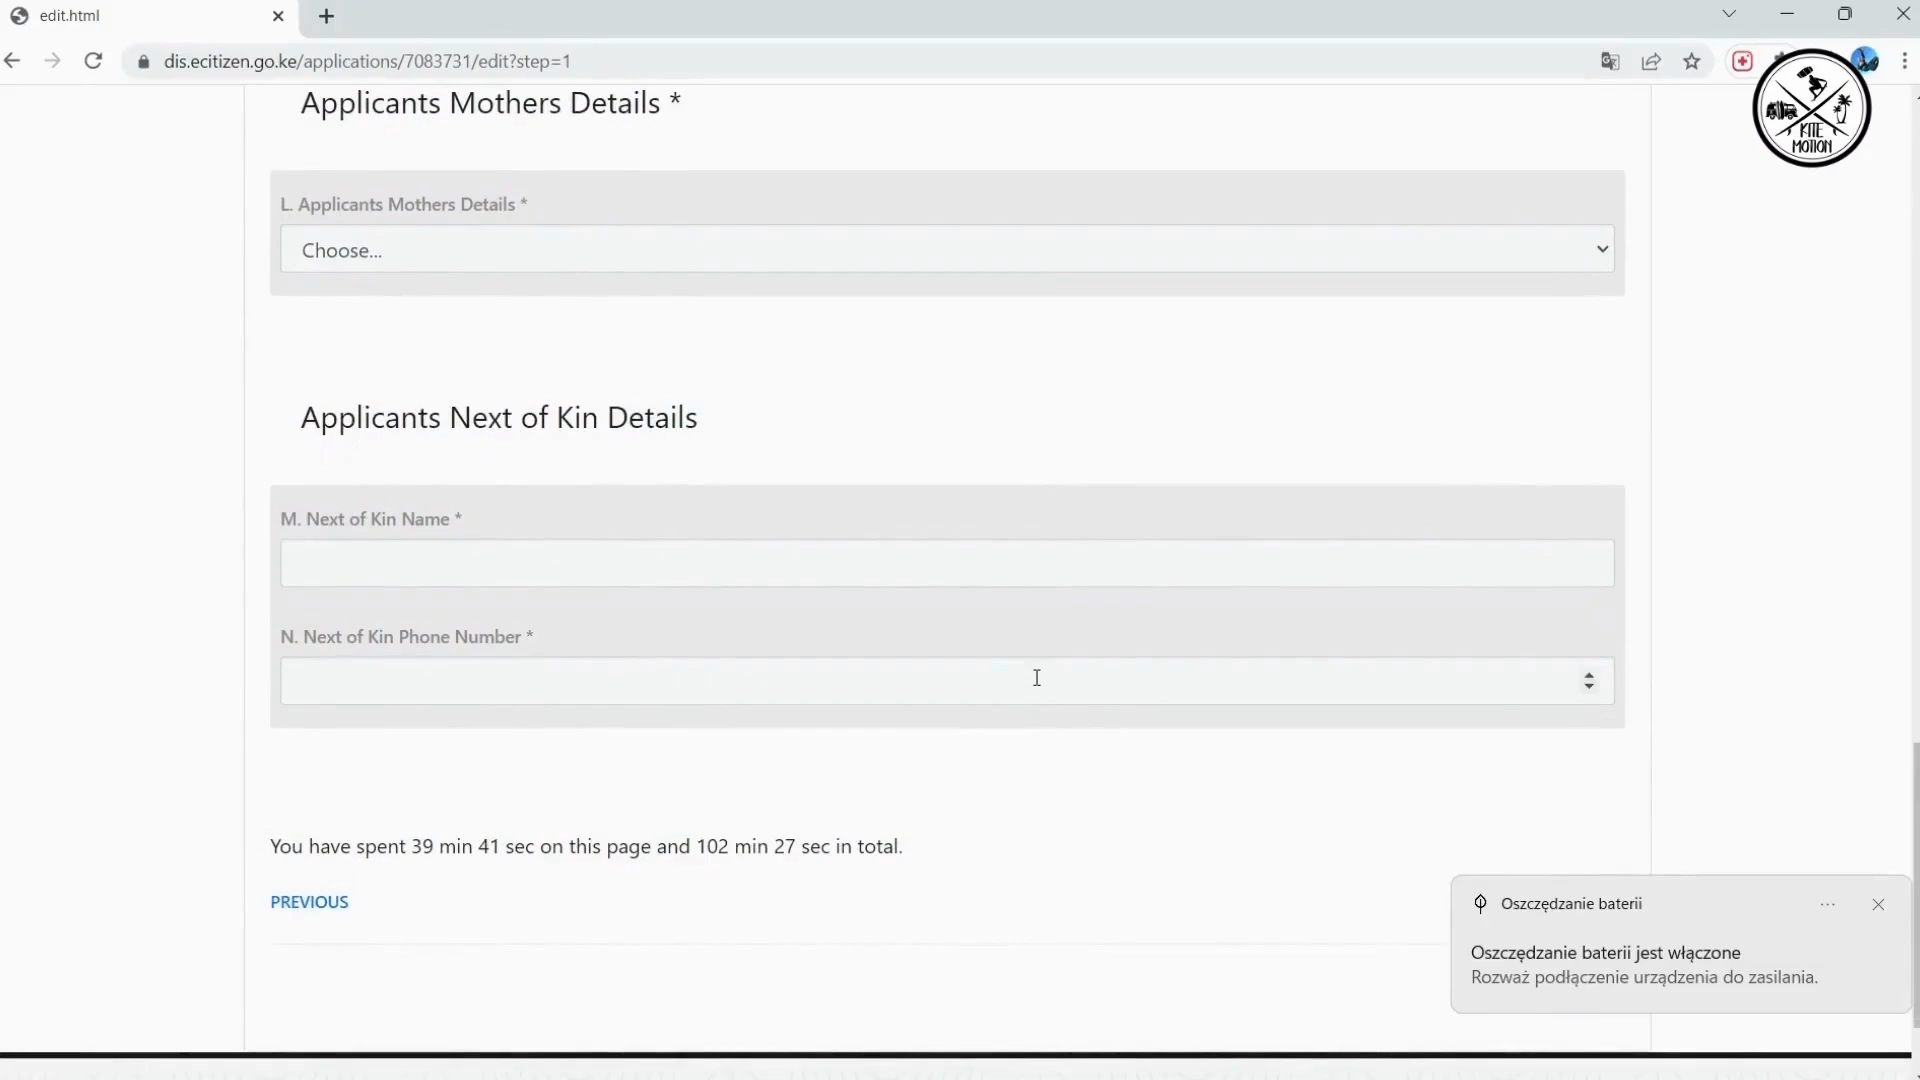 edit.html
dis.ecitizen.go.ke/applications/7083731/edit?step=1
KITE
MOTION
Applicants Mothers Details *
L. Applicants Mothers Details *
Choose...
Applicants Next of Kin Details
M. Next of Kin Name *
N. Next of Kin Phone Number *
You have spent 39 min 41 sec on this page and 102 min 27 sec in total.
PREVIOUS
Oszczędzanie baterii
Oszczędzanie baterii jest włączone
Rozważ podłączenie urządzenia do zasilania.